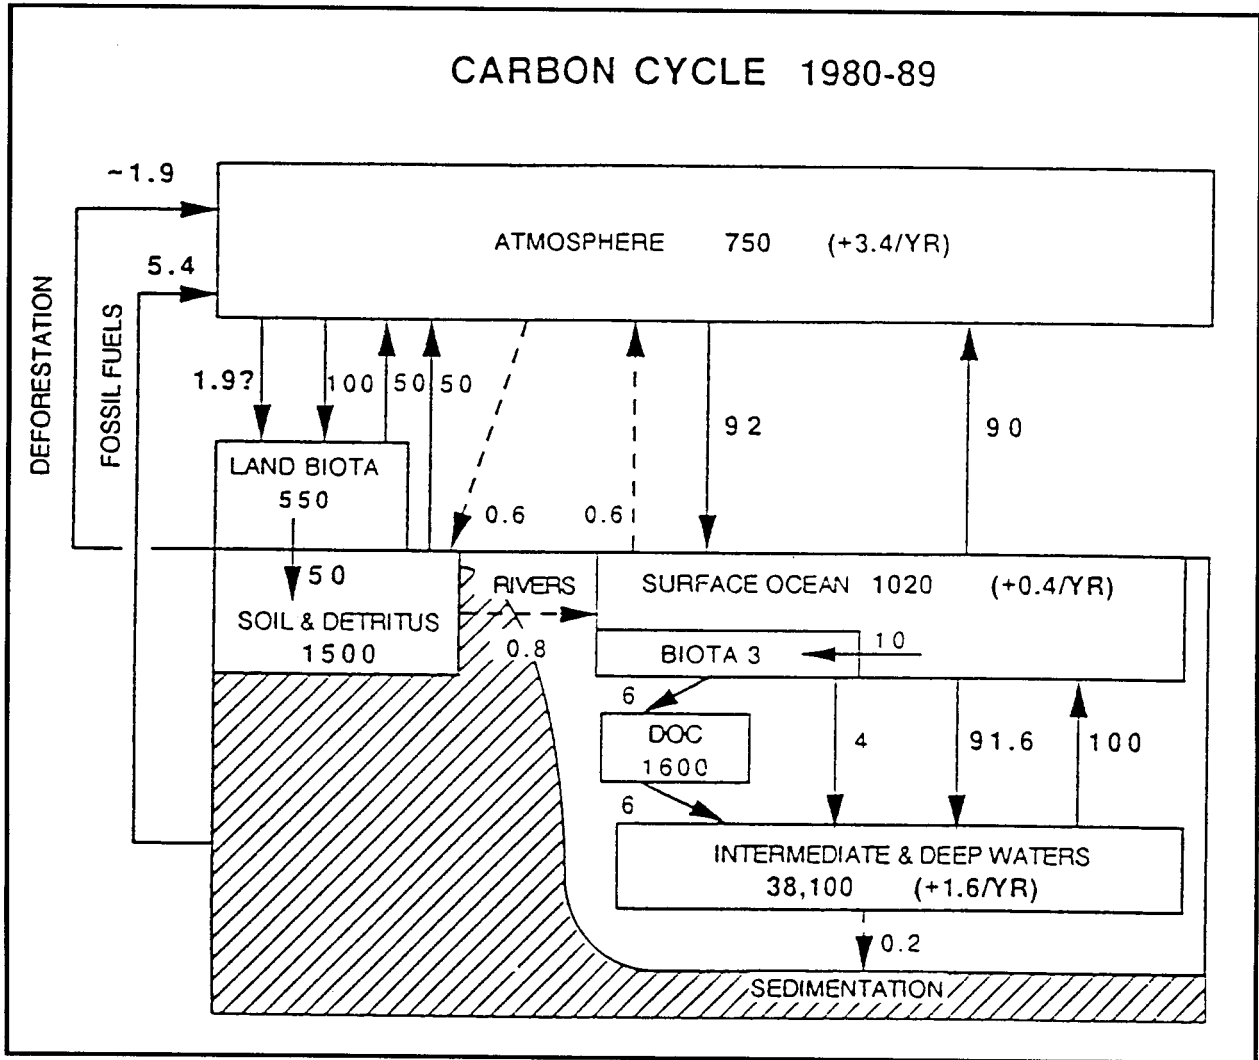 CARBON CYCLE 1980-89
~1.9
ATMOSPHERE 750 (+3.4/YR)
5.4
DEFORESTATION
FOSSIL FUELS
1.9?
100
50
50
92
90
LAND BIOTA
550
0.6
0.6
50
SOIL & DETRITUS
1500
RIVERS
0.8
SURFACE OCEAN 1020 (+0.4/YR)
BIOTA 3
10
6
DOC
1600
6
4
91.6
100
INTERMEDIATE & DEEP WATERS
38,100 (+1.6/YR)
0.2
SEDIMENTATION